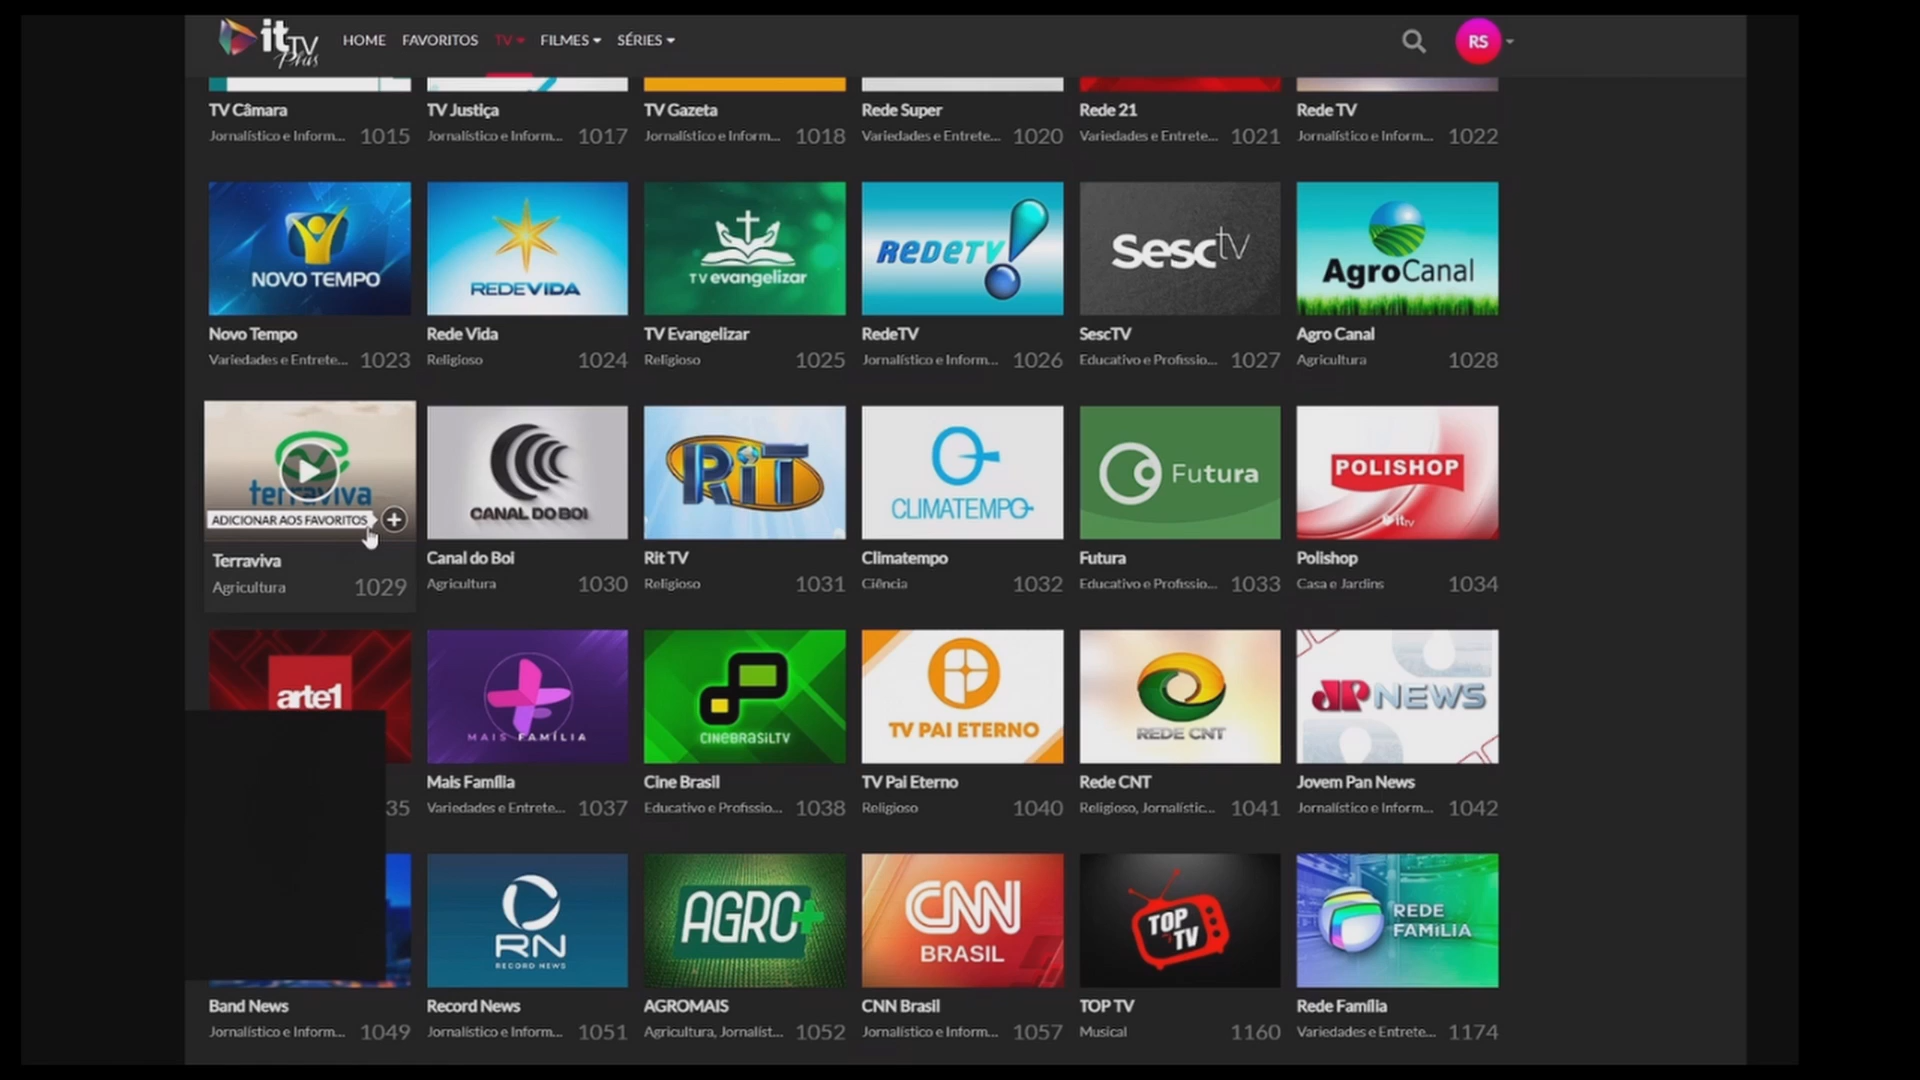 itTV Plus HOME FAVORITOS TV FILMES SÉRIES RS
TV Câmara TV Justiça TV Gazeta Rede Super Rede 21 Rede TV
Jornalístico e Inform... 1015 Jornalístico e Inform... 1017 Jornalístico e Inform... 1018 Variedades e Entrete... 1020 Variedades e Entrete... 1021 Jornalístico e Inform... 1022
NOVO TEMPO REDEVIDA TV evangelizar REDETV! Sesctv AgroCanal
Novo Tempo Rede Vida TV Evangelizar RedeTV SescTV Agro Canal
Variedades e Entrete... 1023 Religioso 1024 Religioso 1025 Jornalístico e Inform... 1026 Educativo e Profissio... 1027 Agricultura 1028
terraviva CANAL DO BOI RiT CLIMATEMPO Futura POLISHOP
ittv
ADICIONAR AOS FAVORITOS
Terraviva Canal do Boi Rit TV Climatempo Futura Polishop
Agricultura 1029 Agricultura 1030 Religioso 1031 Ciência 1032 Educativo e Profissio... 1033 Casa e Jardins 1034
arte1 MAIS FAMÍLIA CINEBRASILTV TV PAI ETERNO REDE CNT JP NEWS
Mais Família Cine Brasil TV Pai Eterno Rede CNT Jovem Pan News
35 Variedades e Entrete... 1037 Educativo e Profissio... 1038 Religioso 1040 Religioso, Jornalístic... 1041 Jornalístico e Inform... 1042
RN RECORD NEWS AGRO+ CNN BRASIL TOP TV REDE FAMíLIA
Band News Record News AGROMAIS CNN Brasil TOP TV Rede Família
Jornalístico e Inform... 1049 Jornalístico e Inform... 1051 Agricultura, Jornalíst... 1052 Jornalístico e Inform... 1057 Musical 1160 Variedades e Entrete... 1174